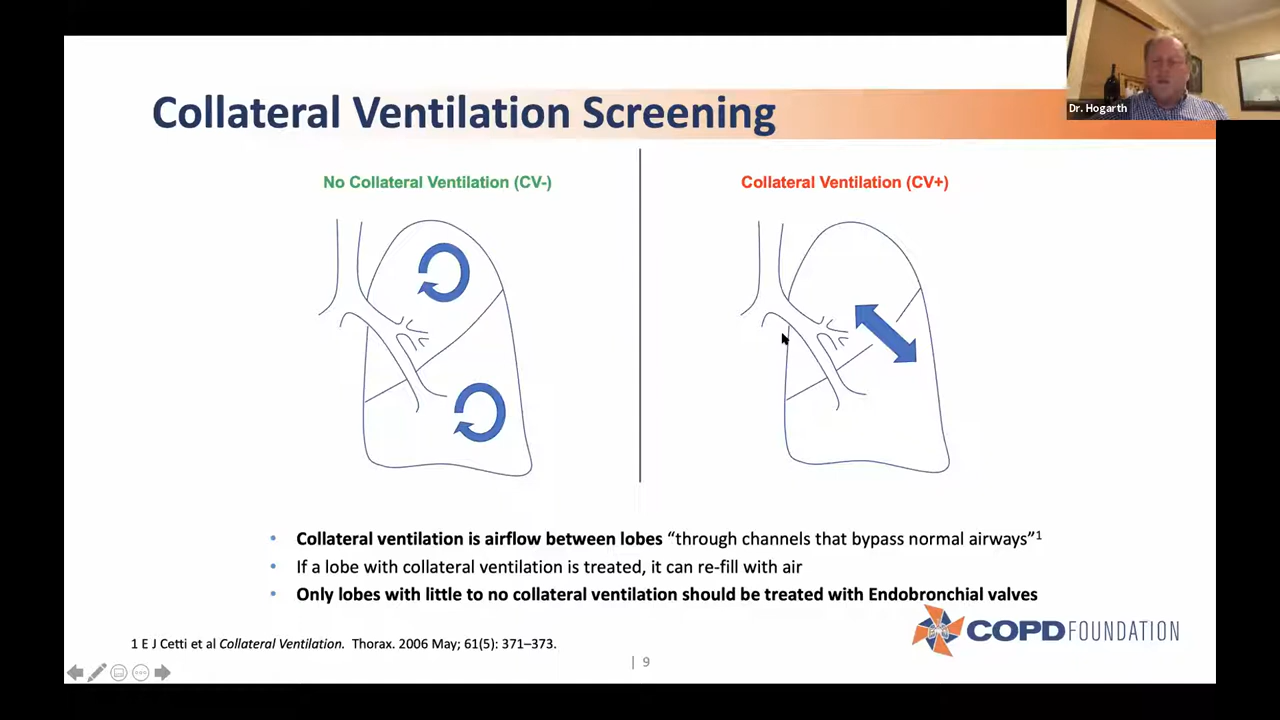 Dr. Hogarth
Collateral Ventilation Screening
No Collateral Ventilation (CV-)
Collateral Ventilation (CV+)
• Collateral ventilation is airflow between lobes “through channels that bypass normal airways”1
• If a lobe with collateral ventilation is treated, it can re-fill with air
• Only lobes with little to no collateral ventilation should be treated with Endobronchial valves
COPDFOUNDATION
1 E J Cetti et al Collateral Ventilation. Thorax. 2006 May; 61(5): 371–373.
| 9